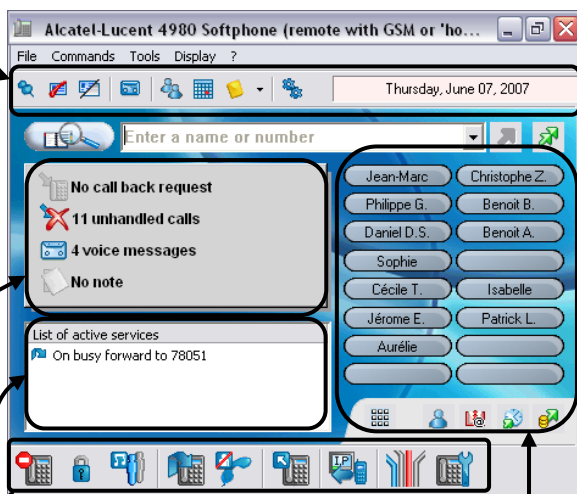 Alcatel-Lucent 4980 Softphone (remote with GSM or 'ho...
File Commands Tools Display ?
Thursday, June 07, 2007
Enter a name or number
No call back request
11 unhandled calls
4 voice messages
No note
List of active services
On busy forward to 78051
Jean-Marc Christophe Z.
Philippe G. Benoit B.
Daniel D.S. Benoit A.
Sophie
Cécile T. Isabelle
Jérome E. Patrick L.
Aurélie
IP